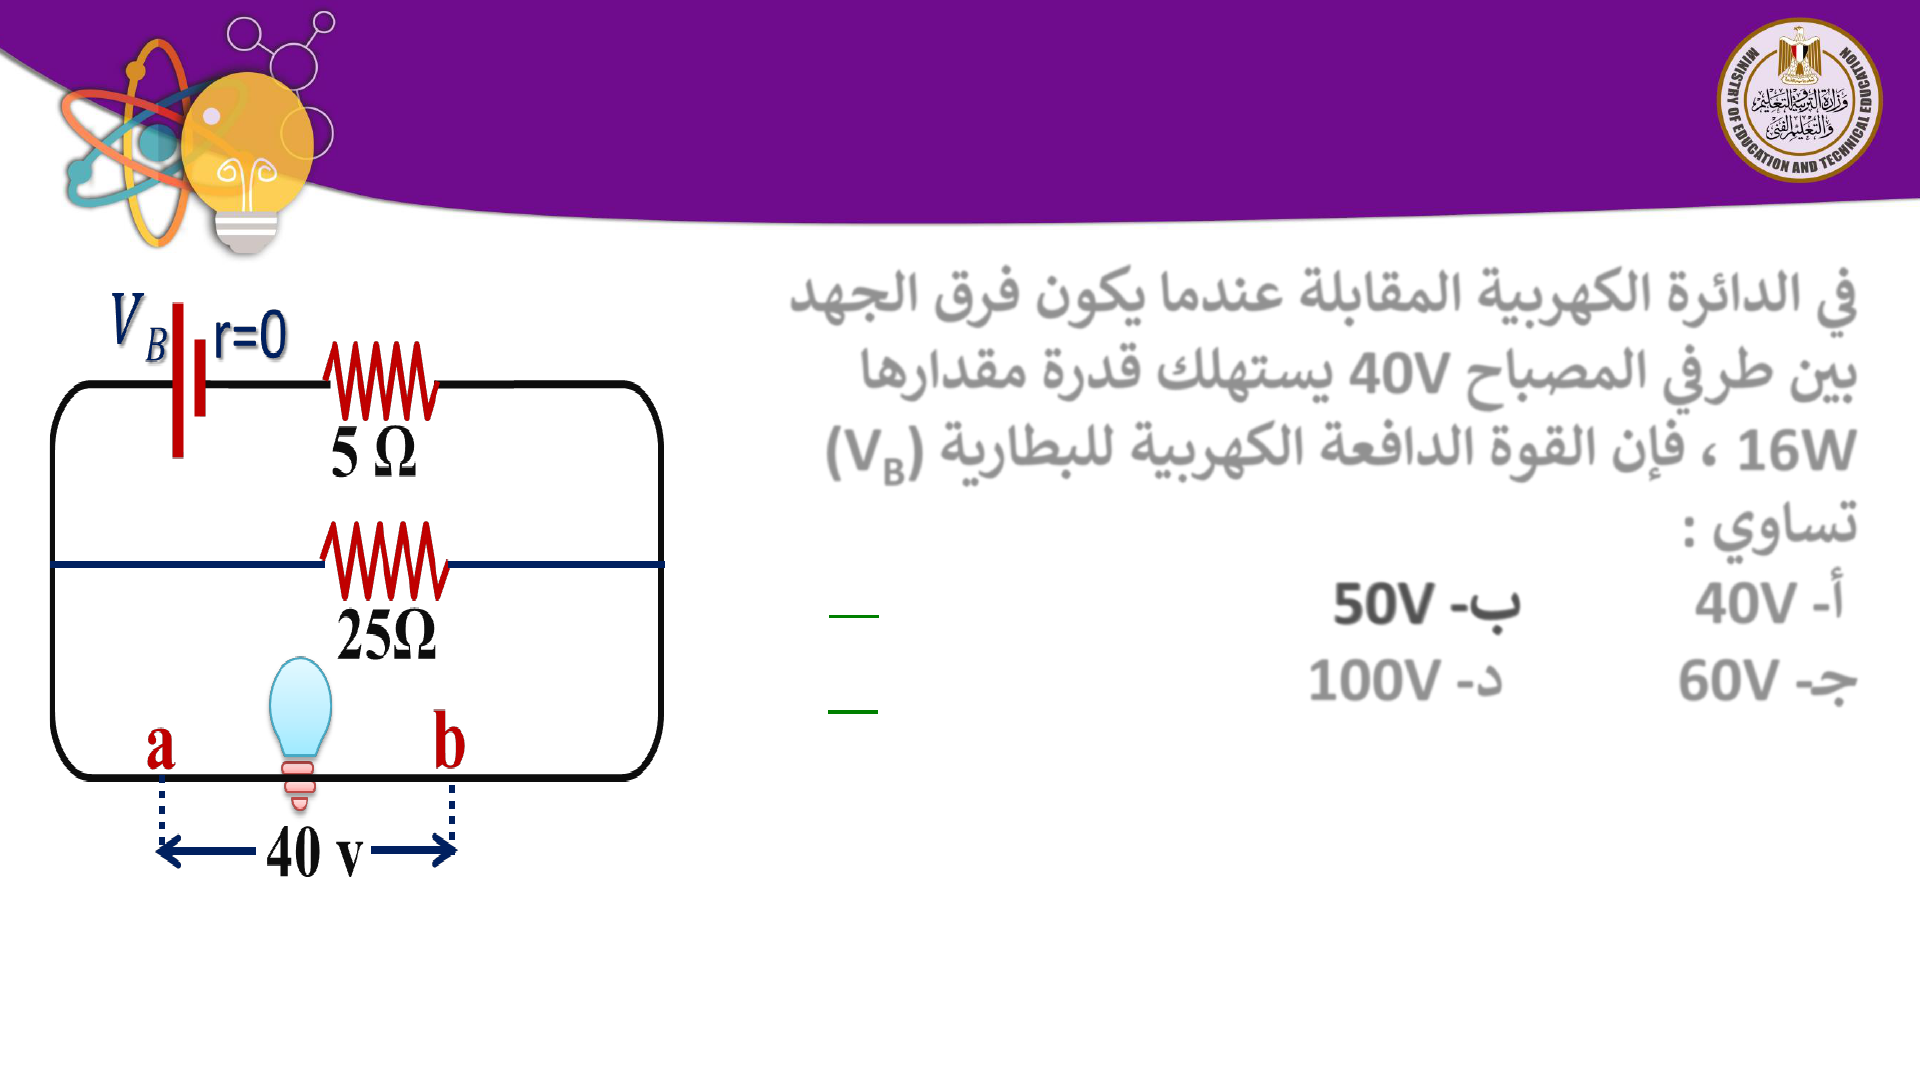 MINISTRY OF EDUCATION AND TECHNICAL EDUCATION
وزارة التربية والتعليم
والتعليم الفني
في الدائرة الكهربية المقابلة عندما يكون فرق الجهد
بين طرفي المصباح 40V يستهلك قدرة مقدارها
16W ، فإن القوة الدافعة الكهربية للبطارية (VB)
تساوي :
أ- 40V ب- 50V
جـ- 60V د- 100V
VB r=0
5 Ω
25Ω
a b
40 v